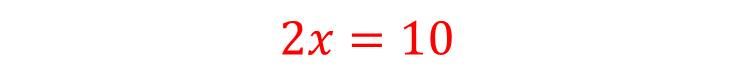 2x = 10